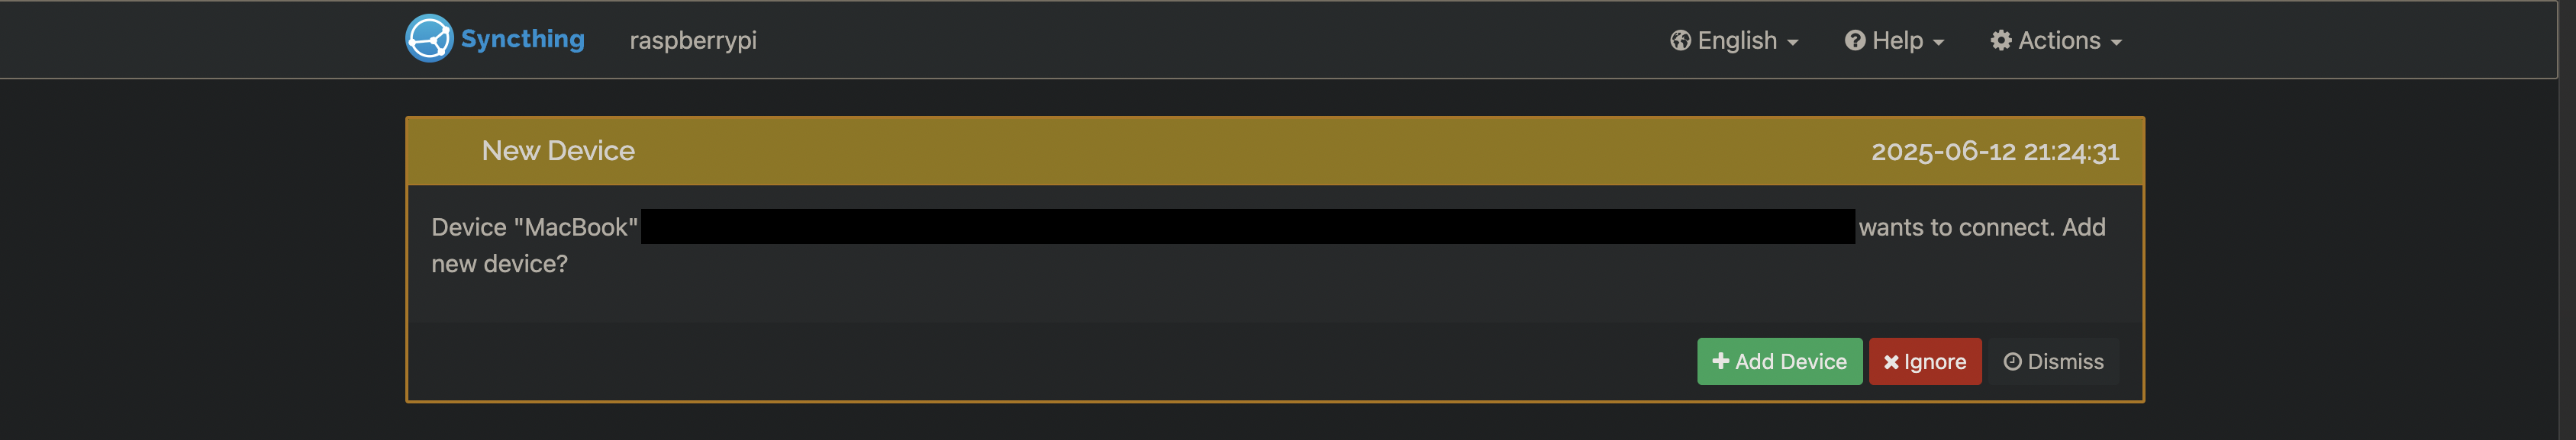 Syncthing raspberrypi English Help Actions
New Device 2025-06-12 21:24:31
Device "MacBook" wants to connect. Add
new device?
Add Device Ignore Dismiss